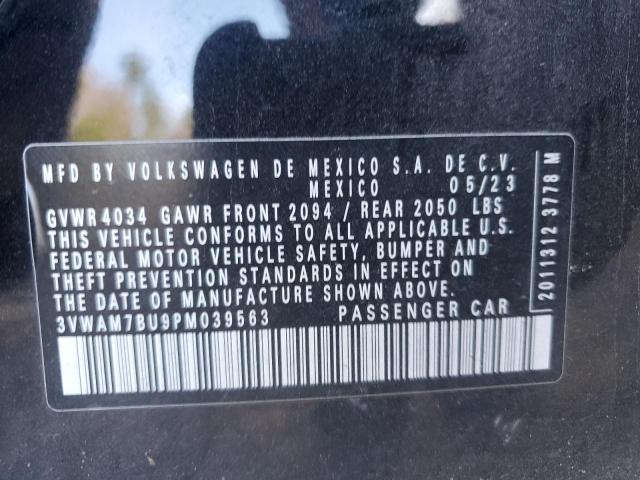 MFD BY VOLKSWAGEN DE MEXICO S.A. DE C.V.
MEXICO 05/23
GVWR 4034 GAWR FRONT 2094 / REAR 2050 LBS
THIS VEHICLE CONFORMS TO ALL APPLICABLE U.S.
FEDERAL MOTOR VEHICLE SAFETY, BUMPER AND
THEFT PREVENTION STANDARDS IN EFFECT ON
THE DATE OF MANUFACTURE SHOWN ABOVE.
3VWAM7BU9PM039563 PASSENGER CAR
2011312 3778 M